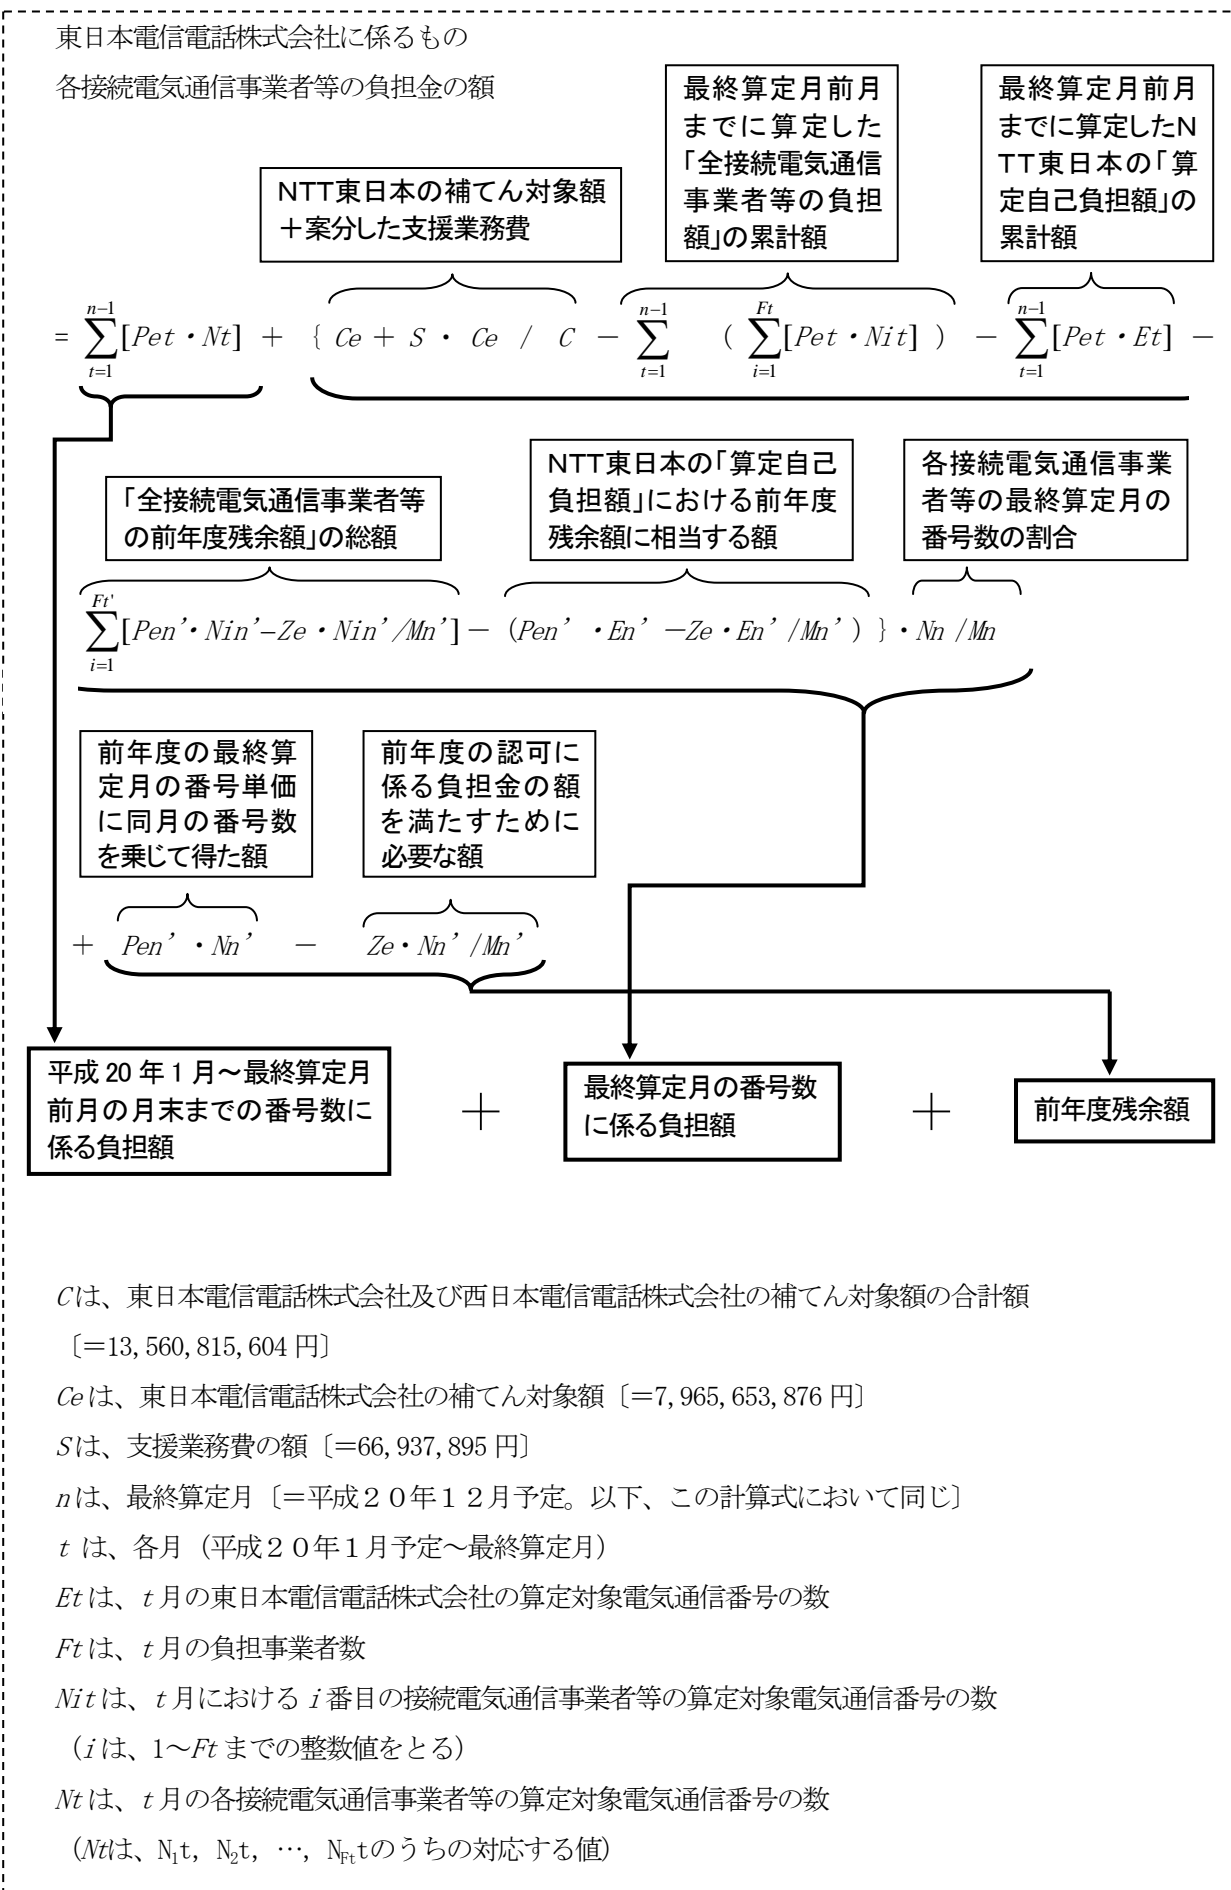 東日本電信電話株式会社に係るもの
各接続電気通信事業者等の負担金の額
最終算定月前月
までに算定した
「全接続電気通信
事業者等の負担
額」の累計額
最終算定月前月
までに算定したN
TT東日本の「算
定自己負担額」の
累計額
NTT東日本の補てん対象額
＋案分した支援業務費
= \sum_{t=1}^{n-1}[Pet・Nt] + { Ce + S ・ Ce / C － \sum_{t=1}^{n-1} ( \sum_{i=1}^{Ft}[Pet・Nit] ) － \sum_{t=1}^{n-1}[Pet・Et] －
「全接続電気通信事業者等
の前年度残余額」の総額
NTT東日本の「算定自己
負担額」における前年度
残余額に相当する額
各接続電気通信事業
者等の最終算定月の
番号数の割合
\sum_{i=1}^{Ft'}[Pen'・Nin'−Ze・Nin'/Mn']－ (Pen' ・En' －Ze・En'/Mn' ) }・Nn /Mn
前年度の最終算
定月の番号単価
に同月の番号数
を乗じて得た額
前年度の認可に
係る負担金の額
を満たすために
必要な額
＋ Pen' ・Nn' － Ze・Nn' /Mn'
平成 20 年 1 月～最終算定月
前月の月末までの番号数に
係る負担額
＋
最終算定月の番号数
に係る負担額
＋
前年度残余額
Cは、東日本電信電話株式会社及び西日本電信電話株式会社の補てん対象額の合計額
〔＝13,560,815,604 円〕
Ceは、東日本電信電話株式会社の補てん対象額〔＝7,965,653,876 円〕
Sは、支援業務費の額〔＝66,937,895 円〕
nは、最終算定月〔＝平成２０年１２月予定。以下、この計算式において同じ〕
t は、各月（平成２０年１月予定～最終算定月）
Etは、t月の東日本電信電話株式会社の算定対象電気通信番号の数
Ftは、t月の負担事業者数
Nitは、t月における i番目の接続電気通信事業者等の算定対象電気通信番号の数
（iは、1～Ft までの整数値をとる）
Ntは、t月の各接続電気通信事業者等の算定対象電気通信番号の数
（Ntは、N₁t, N₂t, …, N_{Ft}tのうちの対応する値）